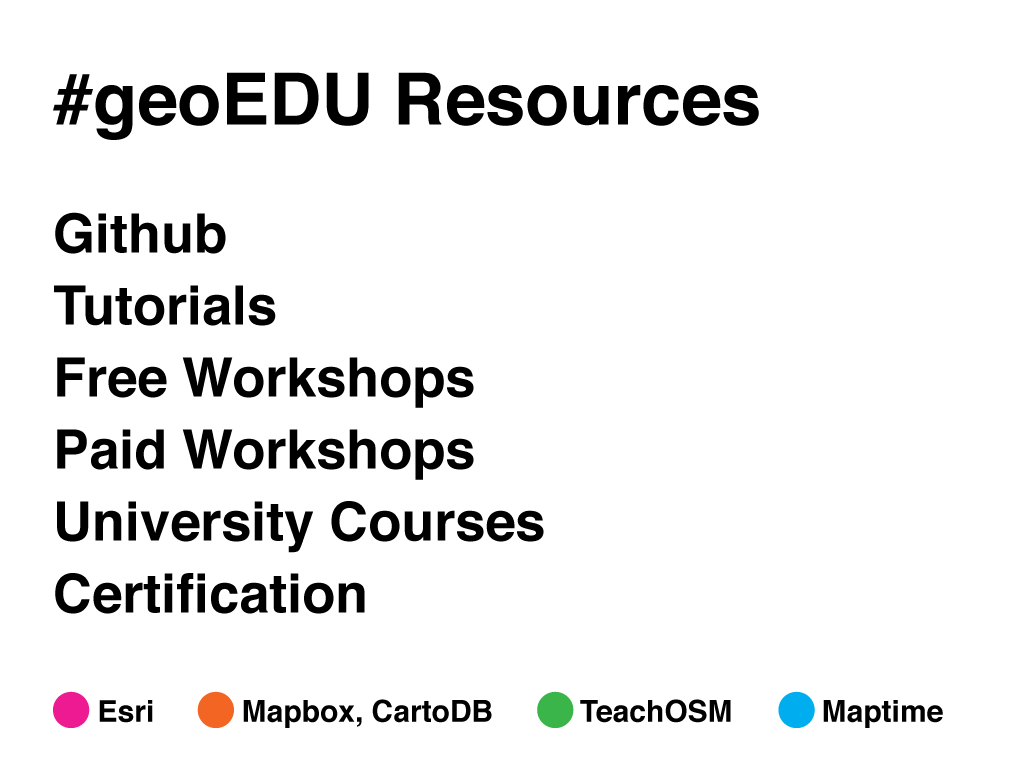 #geoEDU Resources
Github
Tutorials
Free Workshops
Paid Workshops
University Courses
Certification
Esri Mapbox, CartoDB TeachOSM Maptime